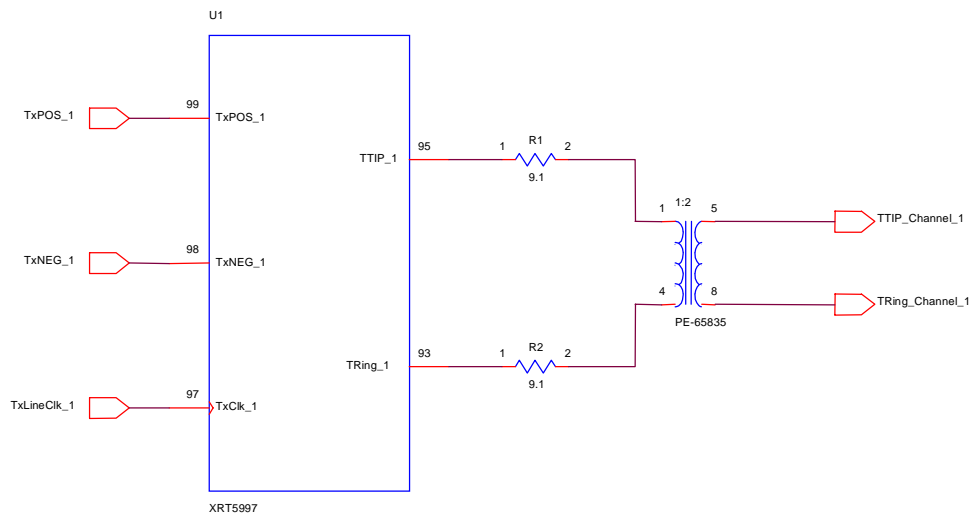 U1
TxPOS_1
99
TxPOS_1
TTIP_1
95
1
R1
2
9.1
1
1:2
5
TTIP_Channel_1
TxNEG_1
98
TxNEG_1
4
8
TRing_Channel_1
PE-65835
TRing_1
93
1
R2
2
9.1
TxLineClk_1
97
TxClk_1
XRT5997